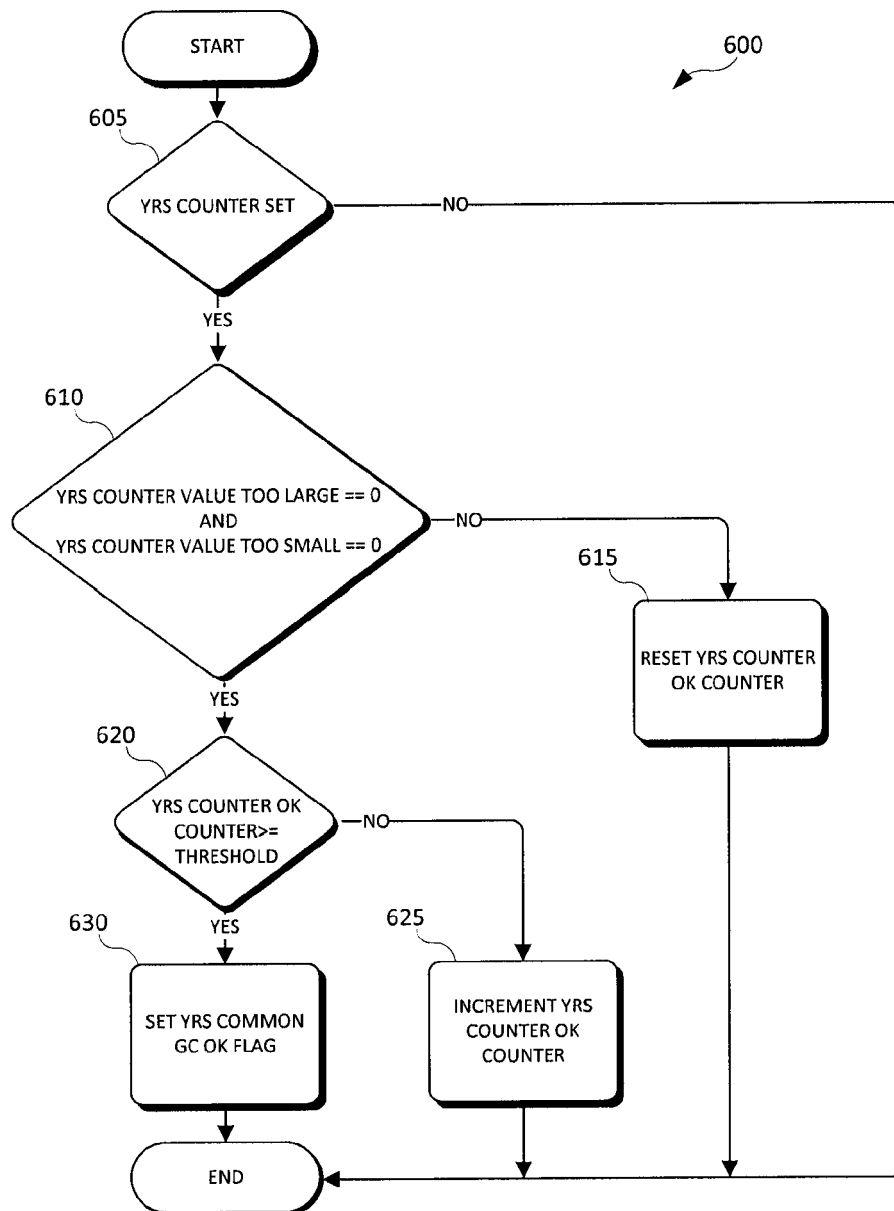 START
600
605
YRS COUNTER SET
NO
YES
610
YRS COUNTER VALUE TOO LARGE == 0
AND
YRS COUNTER VALUE TOO SMALL == 0
NO
615
RESET YRS COUNTER
OK COUNTER
YES
620
YRS COUNTER OK
COUNTER>=
THRESHOLD
NO
YES
630
SET YRS COMMON
GC OK FLAG
625
INCREMENT YRS
COUNTER OK
COUNTER
END